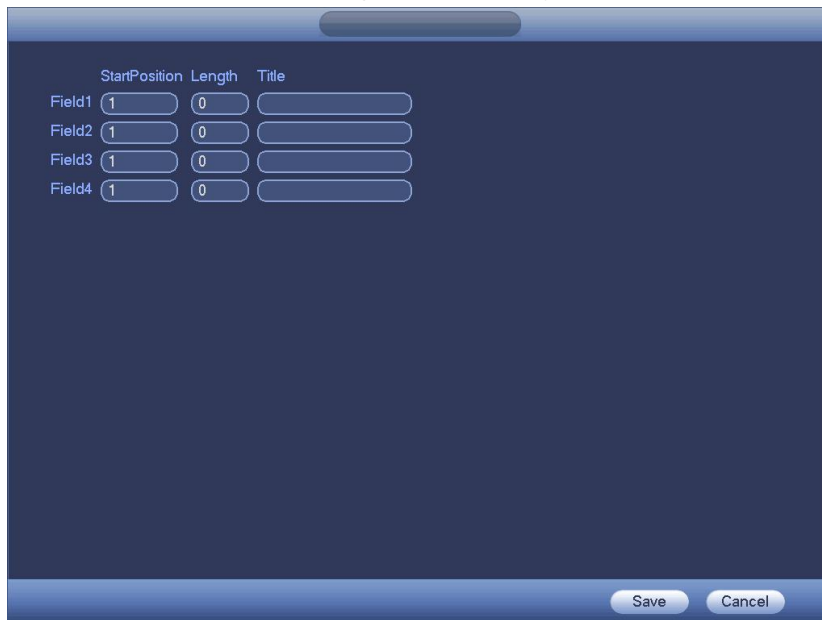 StartPosition Length Title
Field1 1 0
Field2 1 0
Field3 1 0
Field4 1 0
Save Cancel